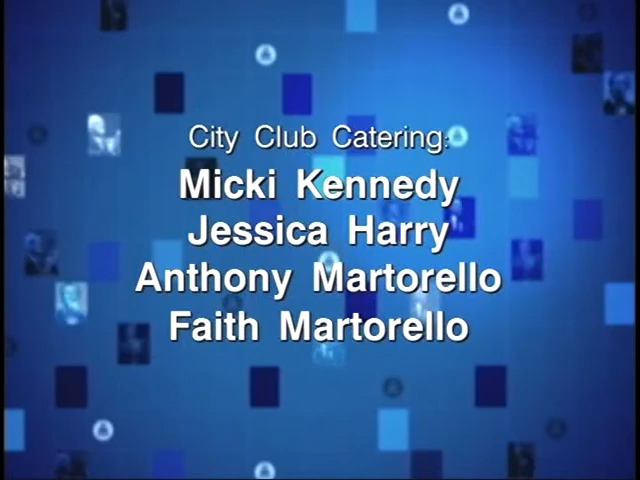 City Club Catering:
Micki Kennedy
Jessica Harry
Anthony Martorello
Faith Martorello